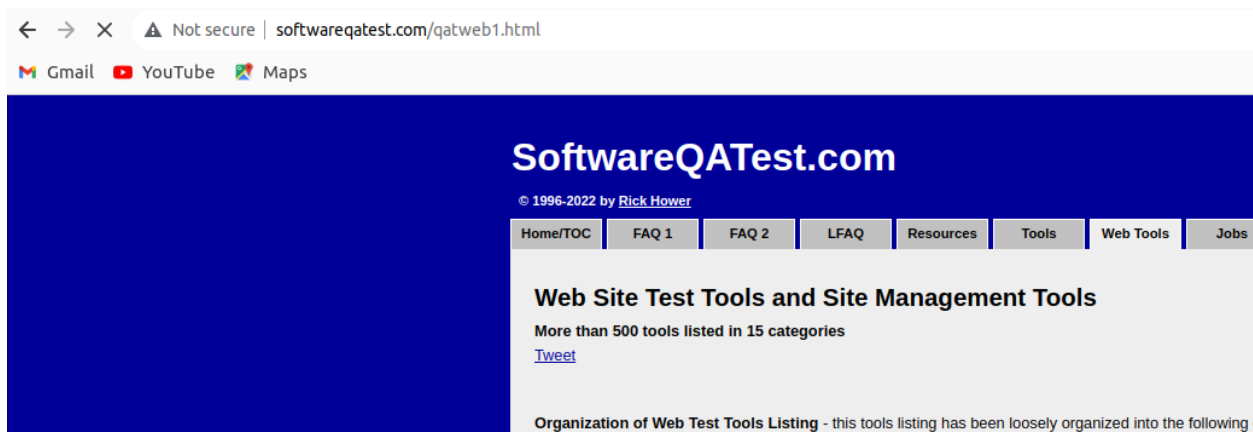 Not secure | softwareqatest.com/qatweb1.html
Gmail YouTube Maps
SoftwareQATest.com
© 1996-2022 by Rick Hower
Home/TOC FAQ 1 FAQ 2 LFAQ Resources Tools Web Tools Jobs
Web Site Test Tools and Site Management Tools
More than 500 tools listed in 15 categories
Tweet
Organization of Web Test Tools Listing - this tools listing has been loosely organized into the following